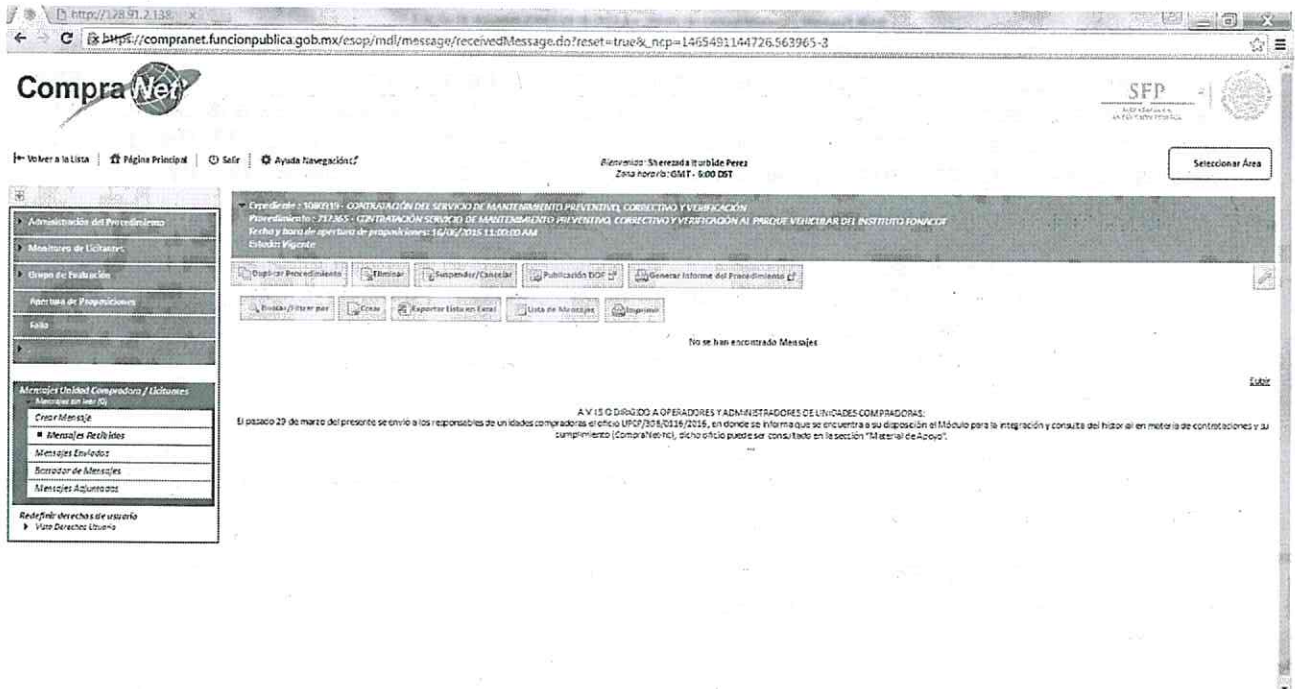 http://128.91.2.138
https://compranet.funcionpublica.gob.mx/esop/mdl/message/receivedMessage.do?reset=true&_ncp=1465491144726.563965-3
CompraNet
SFP
Volver a la Lista | Página Principal | Salir | Ayuda Navegación
Bienvenido: Sherezada Iturbide Perez
Zona horaria: GMT - 6:00 DST
Seleccionar Área
Administración del Procedimiento
Monitoreo de Licitantes
Grupo de Evaluación
Apertura de Proposiciones
Fallo
Expediente : 1080919 - CONTRATACIÓN DEL SERVICIO DE MANTENIMIENTO PREVENTIVO, CORRECTIVO Y VERIFICACIÓN
Procedimiento : 717365 - CONTRATACIÓN SERVICIO DE MANTENIMIENTO PREVENTIVO, CORRECTIVO Y VERIFICACIÓN AL PARQUE VEHICULAR DEL INSTITUTO FONACOT
Fecha y hora de apertura de proposiciones: 16/06/2016 11:00:00 AM
Estado: Vigente
Duplicar Procedimiento Eliminar Suspender/Cancelar Publicación DOF Generar Informe del Procedimiento
Buscar/Filtrar por Crear Exportar Lista en Excel Lista de Mensajes Imprimir
No se han encontrado Mensajes
Subir
Mensajes Unidad Compradora / Licitantes
Mensajes sin leer (0)
Crear Mensaje
Mensajes Recibidos
Mensajes Enviados
Borrador de Mensajes
Mensajes Adjuntados
Redefinir derechos de usuario
Vista Derechos Usuario
A V I S O DIRIGIDO A OPERADORES Y ADMINISTRADORES DE UNIDADES COMPRADORAS:
El pasado 29 de marzo del presente se envió a los responsables de unidades compradoras el oficio UPCP/308/0116/2016, en donde se informa que se encuentra a su disposición el Módulo para la integración y consulta del historial en materia de contrataciones y su
cumplimiento (CompraNet-hc), dicho oficio puede ser consultado en la sección "Material de Apoyo".